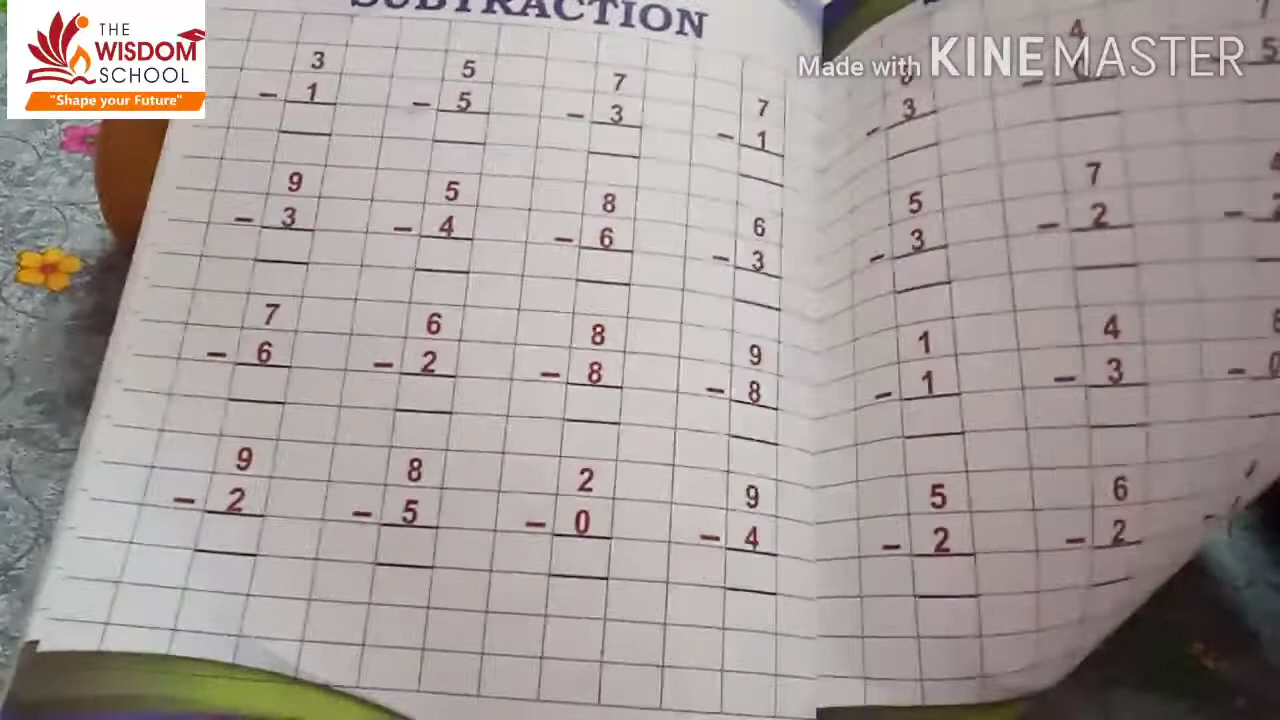 THE
WISDOM
SCHOOL
"Shape your Future"
Made with KINEMASTER
SUBTRACTION
3 5 7 7
- 1 - 5 - 3 - 1
9 5 8 6
- 3 - 4 - 6 - 3
7 6 8 9
- 6 - 2 - 8 - 8
9 8 2 9
- 2 - 5 - 0 - 4
4
- 3 - 5
5 7
- 3 - 2 -
1 4
- 1 - 3 -
5 6
- 2 - 2